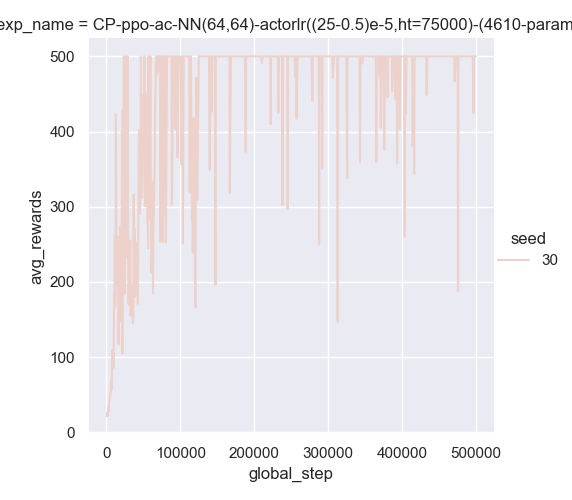 exp_name = CP-ppo-ac-NN(64,64)-actorlr((25-0.5)e-5,ht=75000)-(4610-param
500
400
300
200
100
0
avg_rewards
0 100000 200000 300000 400000 500000
global_step
seed
30